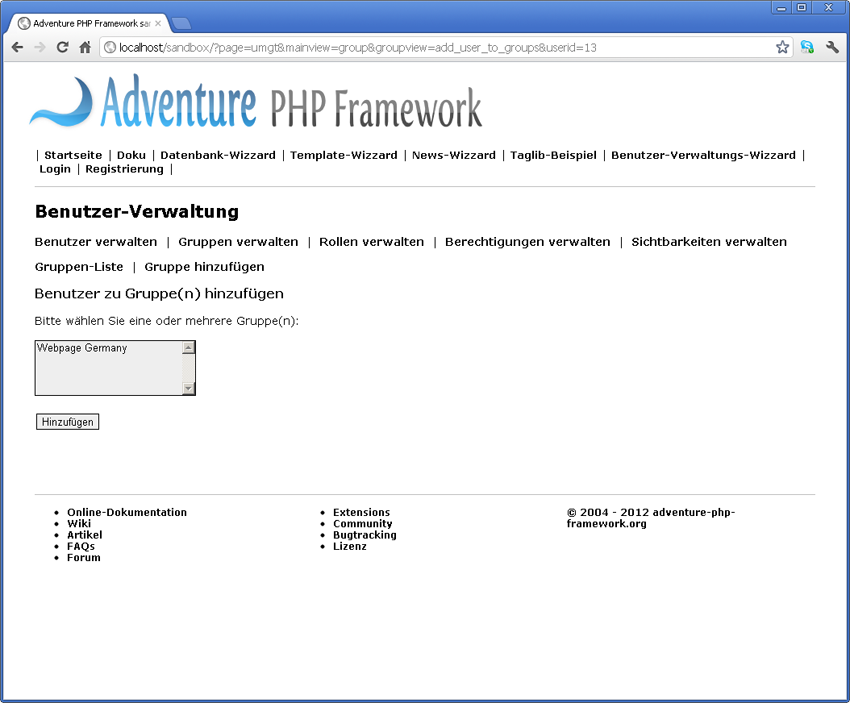 Adventure PHP Framework sa
localhost/sandbox/?page=umgt&mainview=group&groupview=add_user_to_groups&userid=13
Adventure PHP Framework
| Startseite | Doku | Datenbank-Wizzard | Template-Wizzard | News-Wizzard | Taglib-Beispiel | Benutzer-Verwaltungs-Wizzard |
Login | Registrierung |
Benutzer-Verwaltung
Benutzer verwalten | Gruppen verwalten | Rollen verwalten | Berechtigungen verwalten | Sichtbarkeiten verwalten
Gruppen-Liste | Gruppe hinzufügen
Benutzer zu Gruppe(n) hinzufügen
Bitte wählen Sie eine oder mehrere Gruppe(n):
Webpage Germany
Hinzufügen
• Online-Dokumentation
• Wiki
• Artikel
• FAQs
• Forum
• Extensions
• Community
• Bugtracking
• Lizenz
© 2004 - 2012 adventure-php-
framework.org